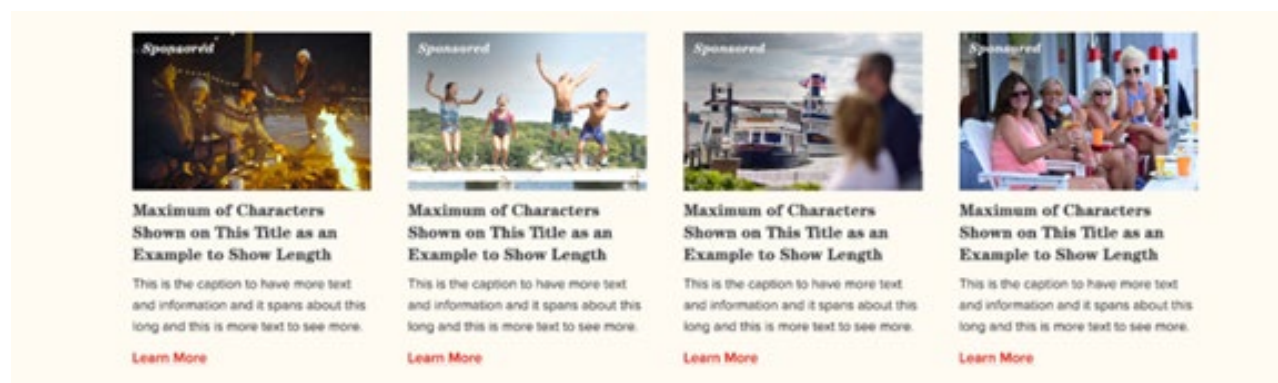 Sponsored
Maximum of Characters
Shown on This Title as an
Example to Show Length
This is the caption to have more text
and information and it spans about this
long and this is more text to see more.
Learn More
Sponsored
Maximum of Characters
Shown on This Title as an
Example to Show Length
This is the caption to have more text
and information and it spans about this
long and this is more text to see more.
Learn More
Sponsored
Maximum of Characters
Shown on This Title as an
Example to Show Length
This is the caption to have more text
and information and it spans about this
long and this is more text to see more.
Learn More
Sponsored
Maximum of Characters
Shown on This Title as an
Example to Show Length
This is the caption to have more text
and information and it spans about this
long and this is more text to see more.
Learn More